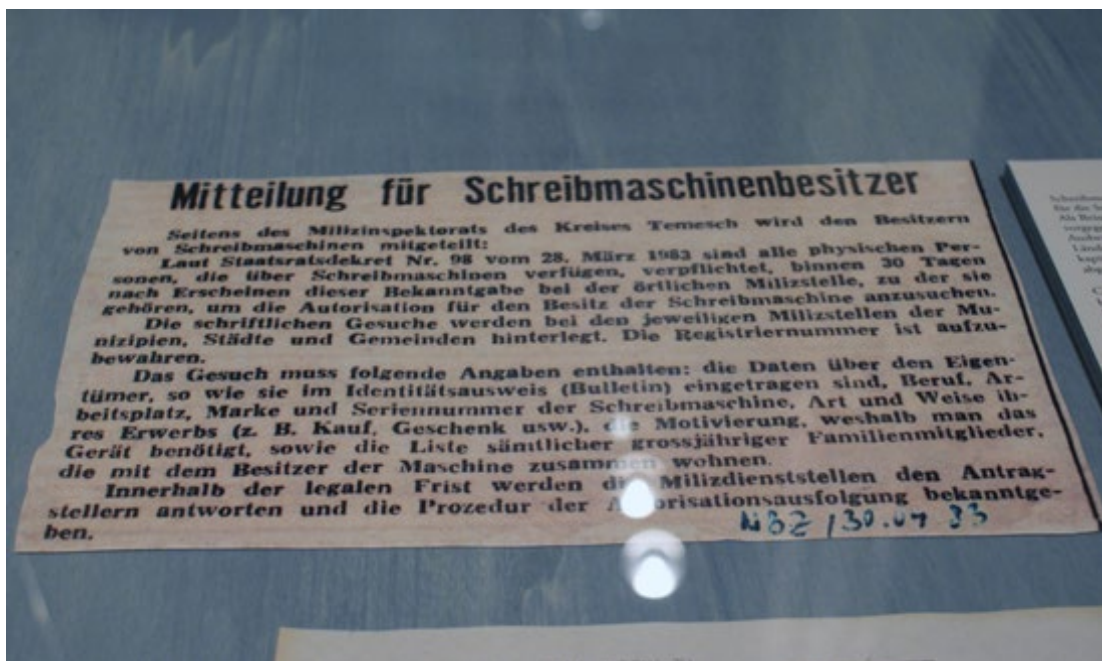 Mitteilung für Schreibmaschinenbesitzer
Seitens des Milizinspektorats des Kreises Temesch wird den Besitzern
von Schreibmaschinen mitgeteilt:
Laut Staatsratsdekret Nr. 98 vom 28. März 1983 sind alle physischen Per-
sonen, die über Schreibmaschinen verfügen, verpflichtet, binnen 30 Tagen
nach Erscheinen dieser Bekanntgabe bei der örtlichen Milizstelle, zu der sie
gehören, um die Autorisation für den Besitz der Schreibmaschine anzusuchen.
Die schriftlichen Gesuche werden bei den jeweiligen Milizstellen der Mu-
nizipien, Städte und Gemeinden hinterlegt. Die Registriernummer ist aufzu-
bewahren.
Das Gesuch muss folgende Angaben enthalten: die Daten über den Eigen-
tümer, so wie sie im Identitätsausweis (Bulletin) eingetragen sind, Beruf, Ar-
beitsplatz, Marke und Seriennummer der Schreibmaschine, Art und Weise ih-
res Erwerbs (z. B. Kauf, Geschenk usw.), die Motivierung, weshalb man das
Gerät benötigt, sowie die Liste sämtlicher grossjähriger Familienmitglieder,
die mit dem Besitzer der Maschine zusammen wohnen.
Innerhalb der legalen Frist werden die Milizdienststellen den Antrag-
stellern antworten und die Prozedur der Autorisationsausfolgung bekanntge-
ben.
NBZ /30.04 83